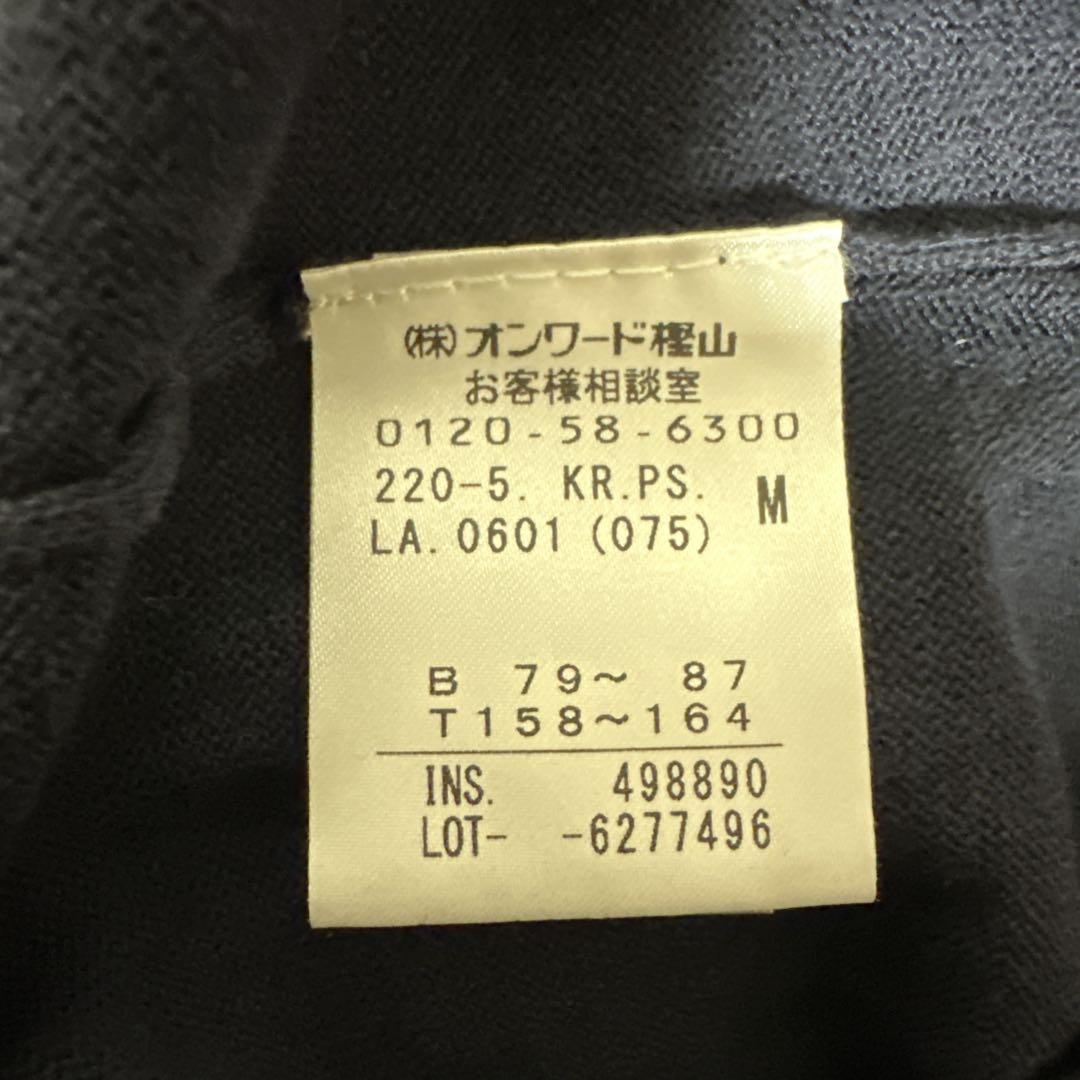 (株)オンワード樫山
お客様相談室
0120-58-6300
220-5. KR.PS. M
LA.0601(075)
B 79〜 87
T158〜164
INS. 498890
LOT- -6277496